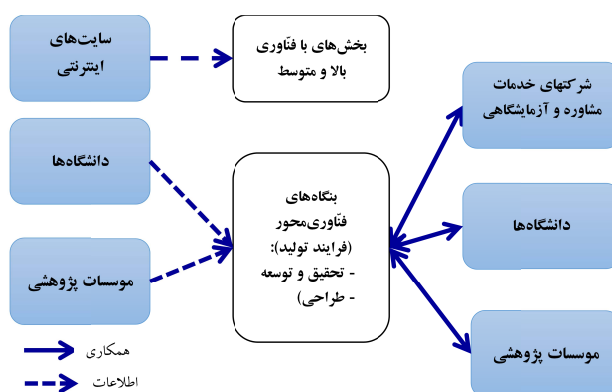 سایت‌های
اینترنتی
بخش‌های با فنّاوری
بالا و متوسط
شرکتهای خدمات
مشاوره و آزمایشگاهی
دانشگاه‌ها
بنگاه‌های
فنّاوری‌محور
(فرایند تولید):
- تحقیق و توسعه
- طراحی)
دانشگاه‌ها
موسسات پژوهشی
موسسات پژوهشی
همکاری
اطلاعات